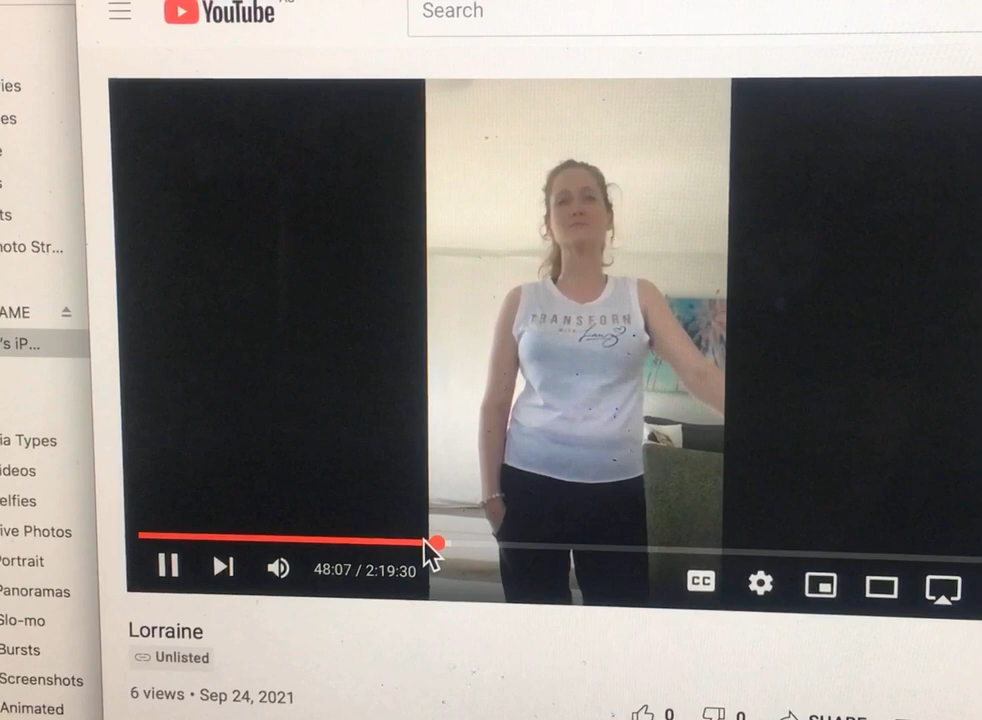 YouTube
Search
ies
es
e
s
ts
hoto Str...
AME
's iP...
ia Types
ideos
elfies
ive Photos
ortrait
Panoramas
Slo-mo
Bursts
Screenshots
Animated
TRANSFORM
48:07 / 2:19:30
CC
Lorraine
Unlisted
6 views • Sep 24, 2021
0
0
SHARE